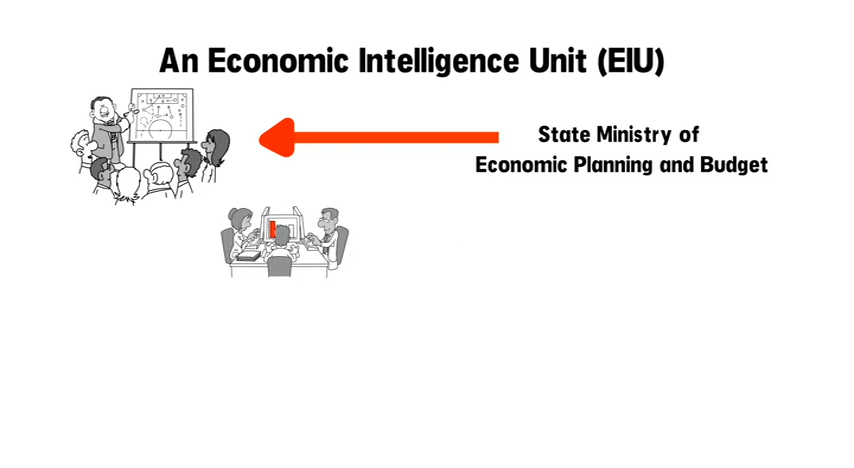 An Economic Intelligence Unit (EIU)
State Ministry of
Economic Planning and Budget